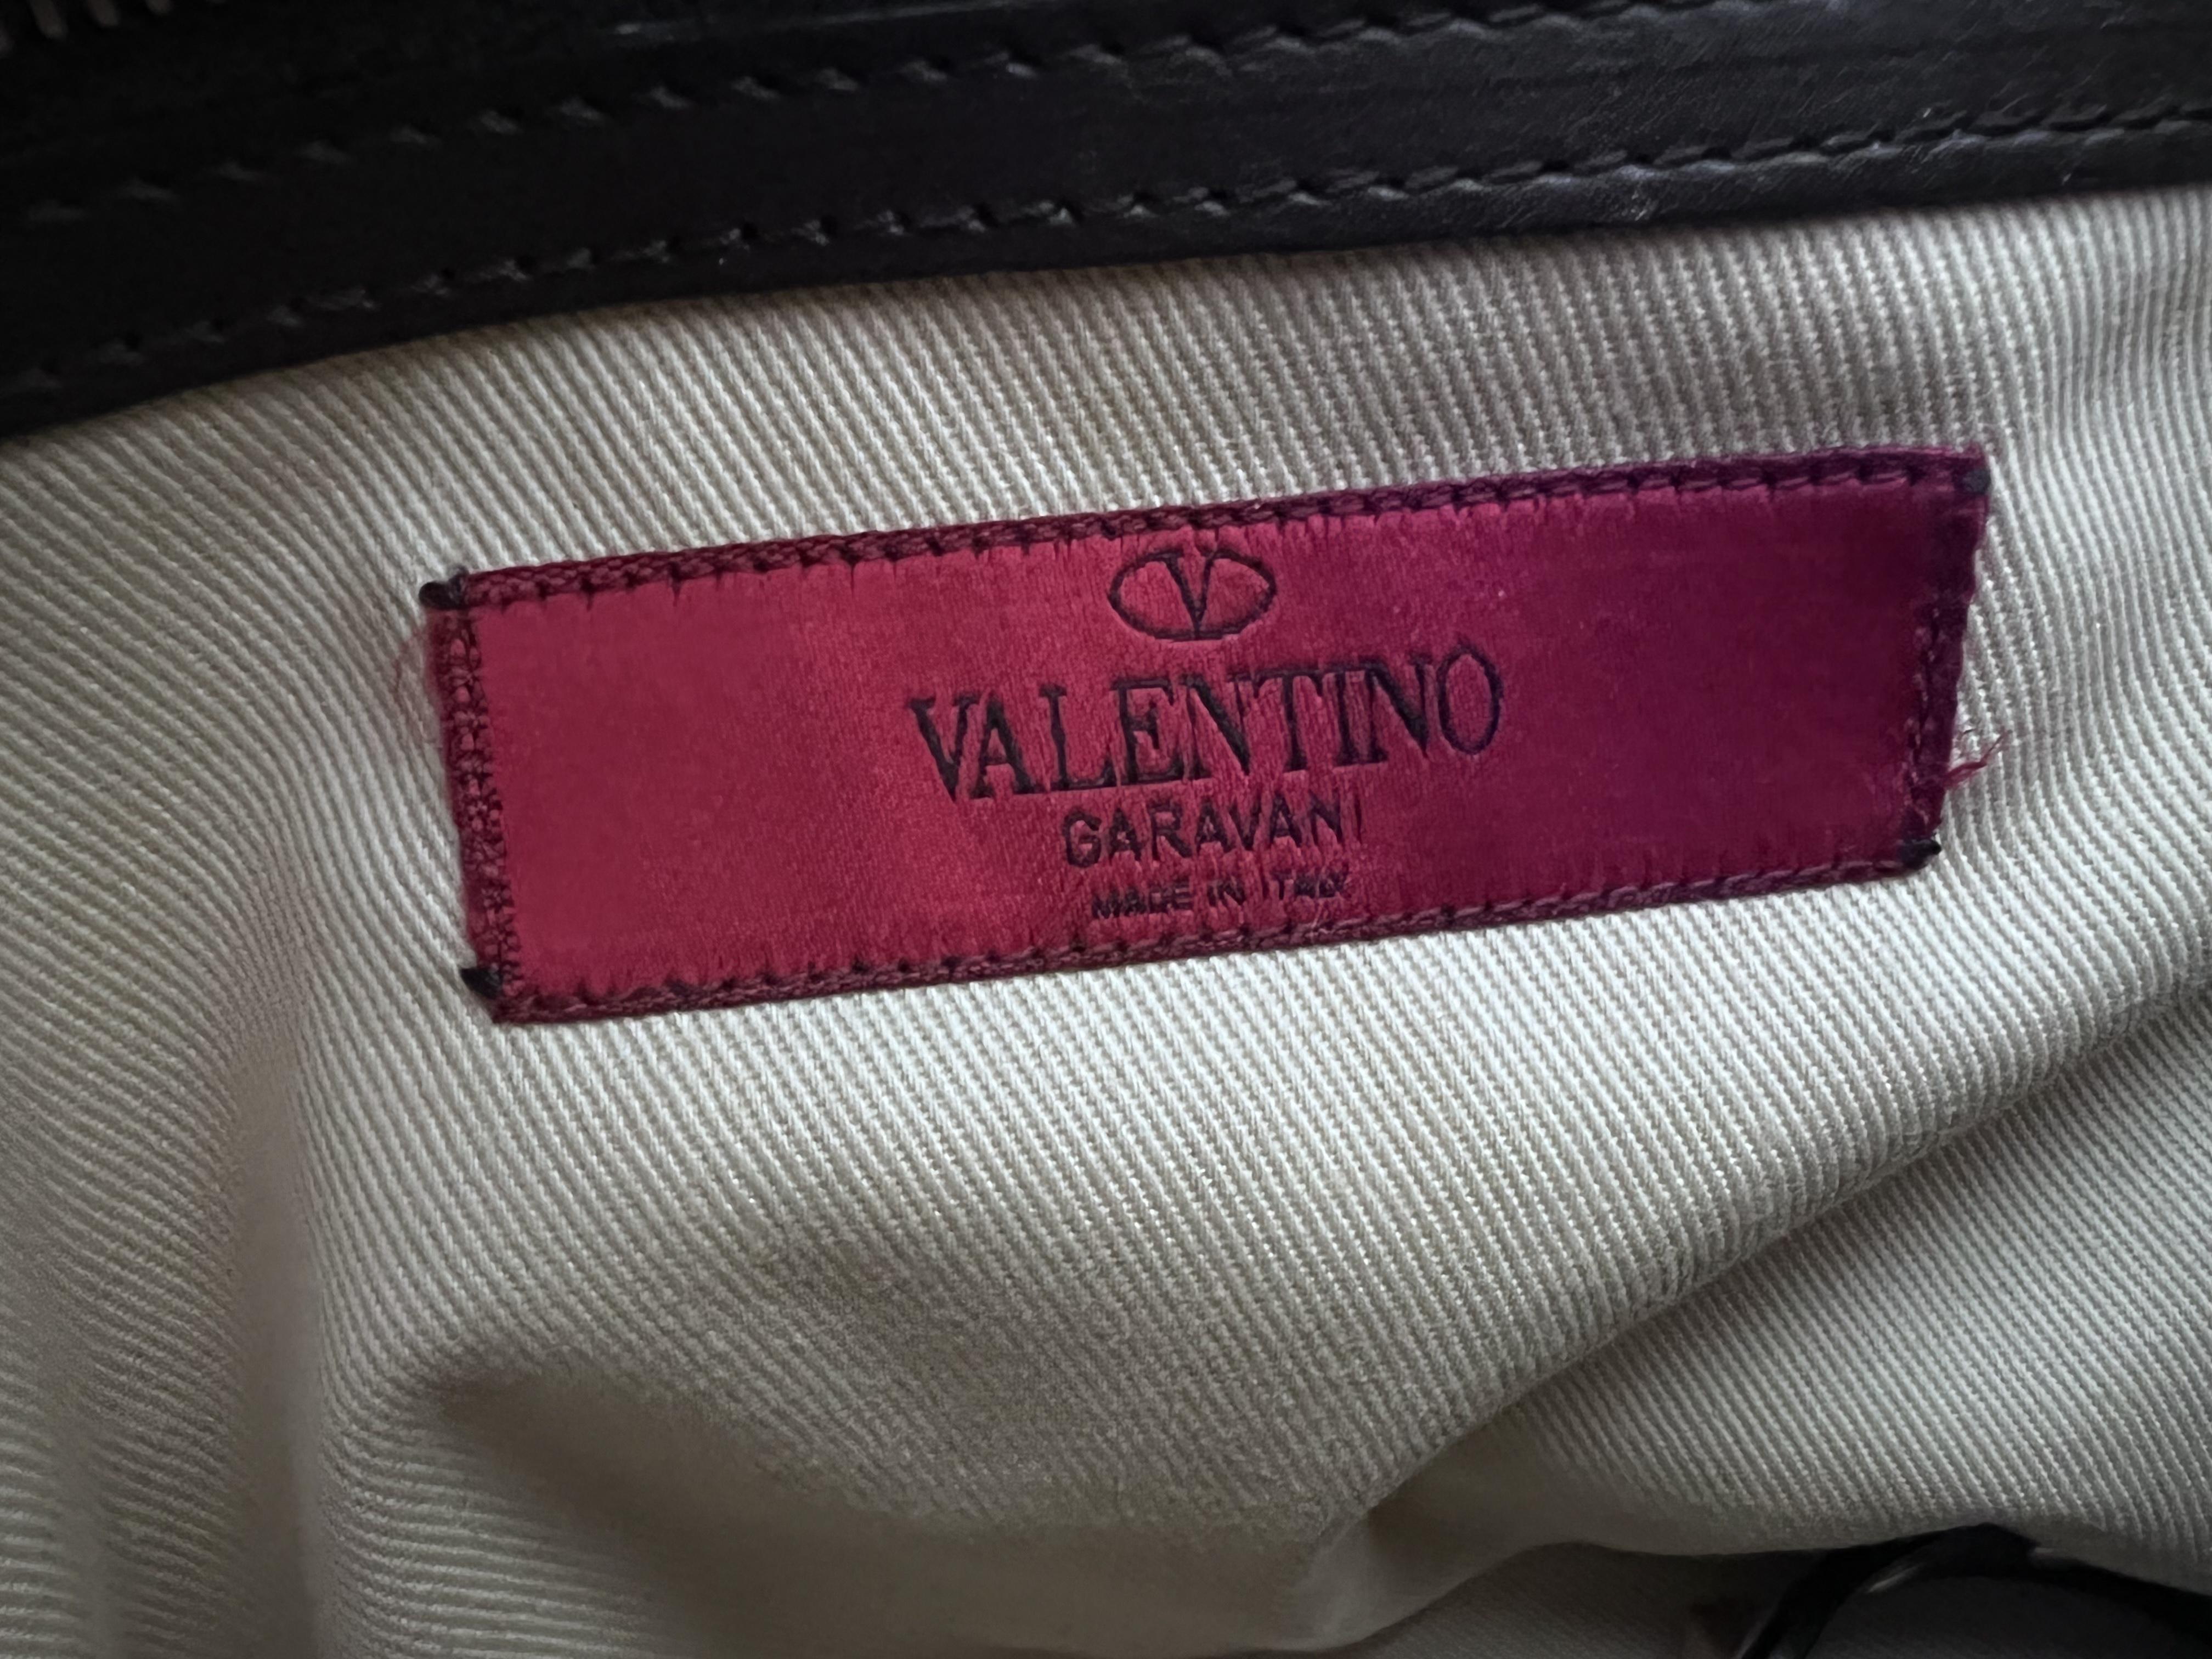 V
VALENTINO
GARAVANI
MADE IN ITALY